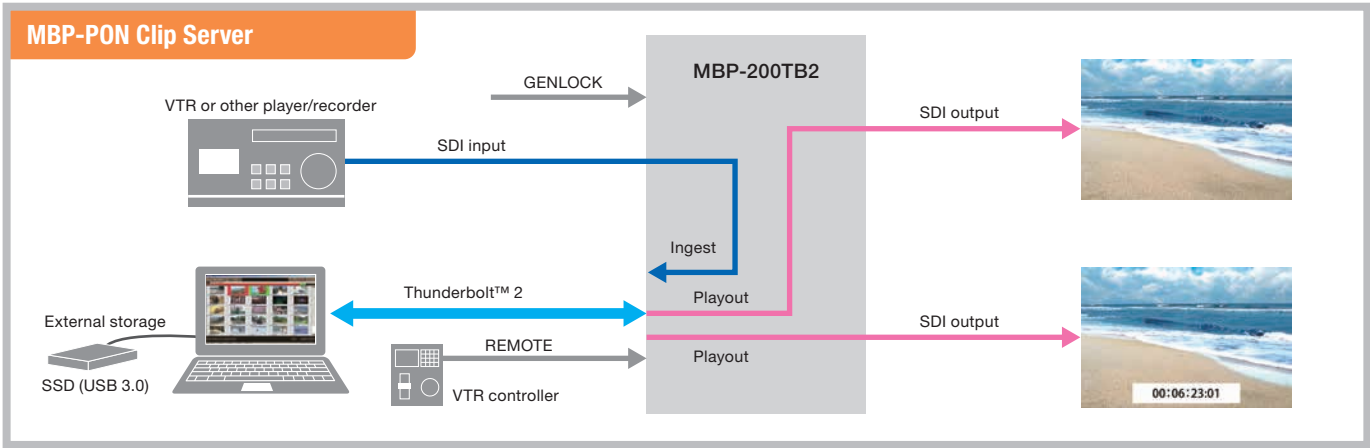 MBP-PON Clip Server
MBP-200TB2
GENLOCK
VTR or other player/recorder
SDI input
SDI output
Ingest
Thunderbolt™ 2
Playout
External storage
SSD (USB 3.0)
REMOTE
VTR controller
Playout
SDI output
00:06:23:01